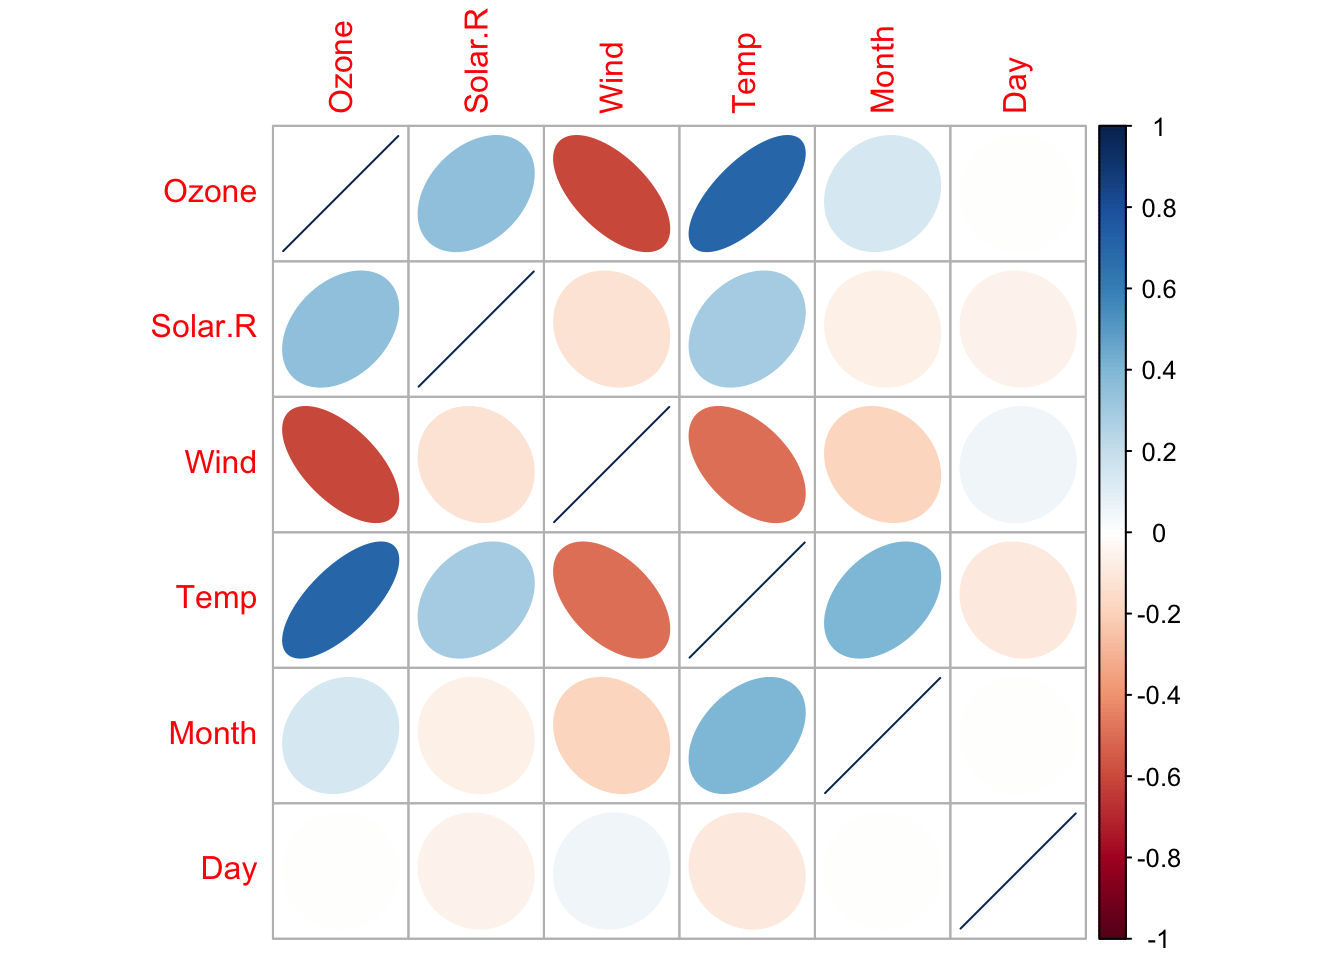 Ozone
Solar.R
Wind
Temp
Month
Day
Ozone
Solar.R
Wind
Temp
Month
Day
1
0.8
0.6
0.4
0.2
0
-0.2
-0.4
-0.6
-0.8
-1